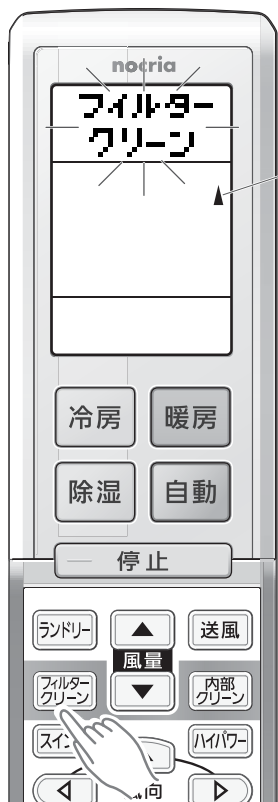 nocria
フィルター
クリーン
冷房 暖房
除湿 自動
停止
ランドリー 送風
風量
フィルター
クリーン
内部
クリーン
ハイパワー
向